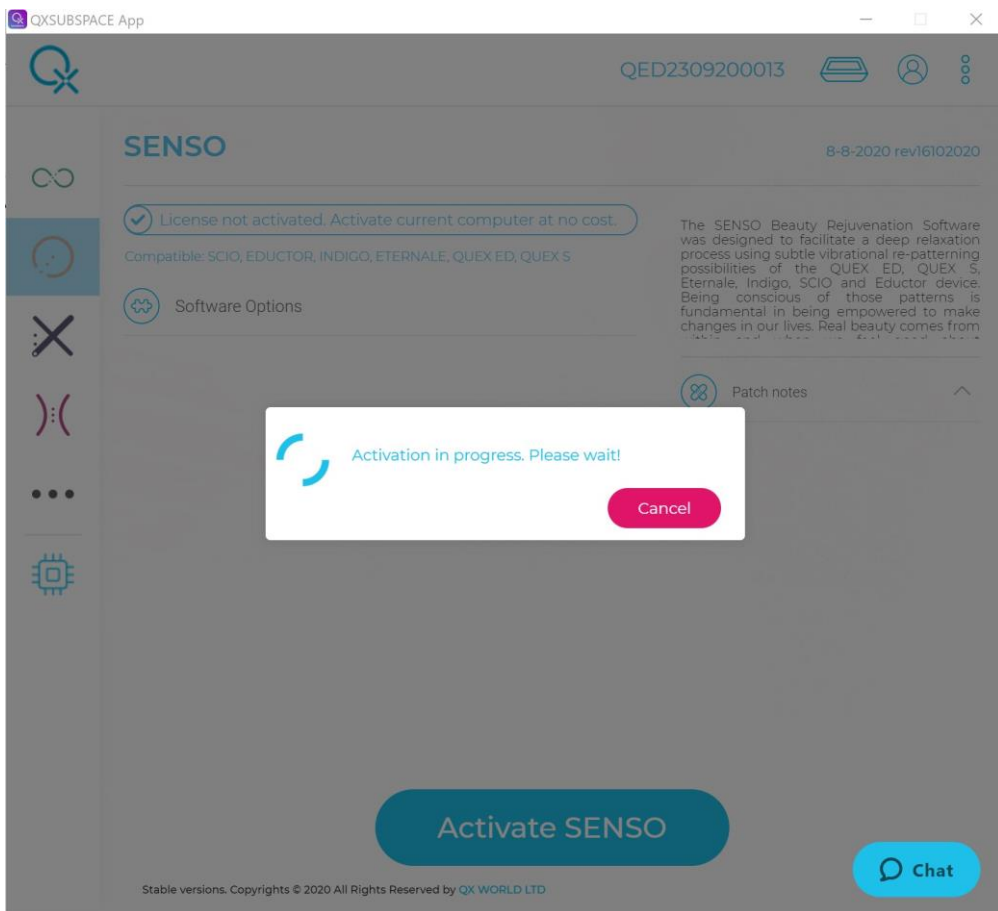 QXSUBSPACE App
QED2309200013
SENSO
8-8-2020 rev16102020
License not activated. Activate current computer at no cost.
Compatible: SCIO, EDUCTOR, INDIGO, ETERNALE, QUEX ED, QUEX S
Software Options
The SENSO Beauty Rejuvenation Software
was designed to facilitate a deep relaxation
process using subtle vibrational re-patterning
possibilities of the QUEX ED, QUEX S,
Eternale, Indigo, SCIO and Eductor device.
Being conscious of those patterns is
fundamental in being empowered to make
changes in our lives. Real beauty comes from
Patch notes
Activation in progress. Please wait!
Cancel
Activate SENSO
Chat
Stable versions. Copyrights © 2020 All Rights Reserved by QX WORLD LTD